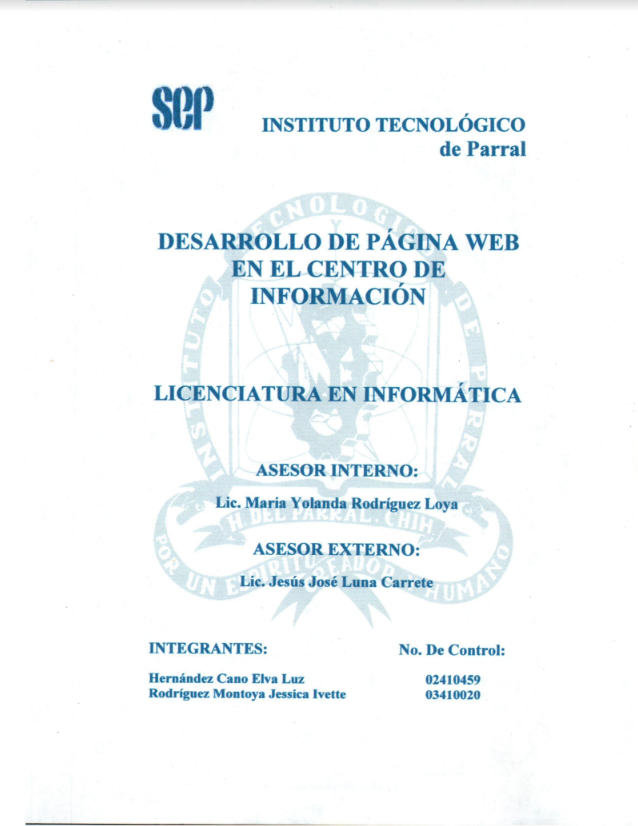 SEP
INSTITUTO TECNOLÓGICO
de Parral
DESARROLLO DE PÁGINA WEB
EN EL CENTRO DE
INFORMACIÓN
LICENCIATURA EN INFORMÁTICA
ASESOR INTERNO:
Lic. Maria Yolanda Rodríguez Loya
ASESOR EXTERNO:
Lic. Jesús José Luna Carrete
INTEGRANTES: No. De Control:
Hernández Cano Elva Luz 02410459
Rodríguez Montoya Jessica Ivette 03410020
INSTITUTO TECNOLOGICO DE PARRAL
H. DEL PARRAL, CHIH
POR UN ESPIRITU CREADOR Y HUMANO